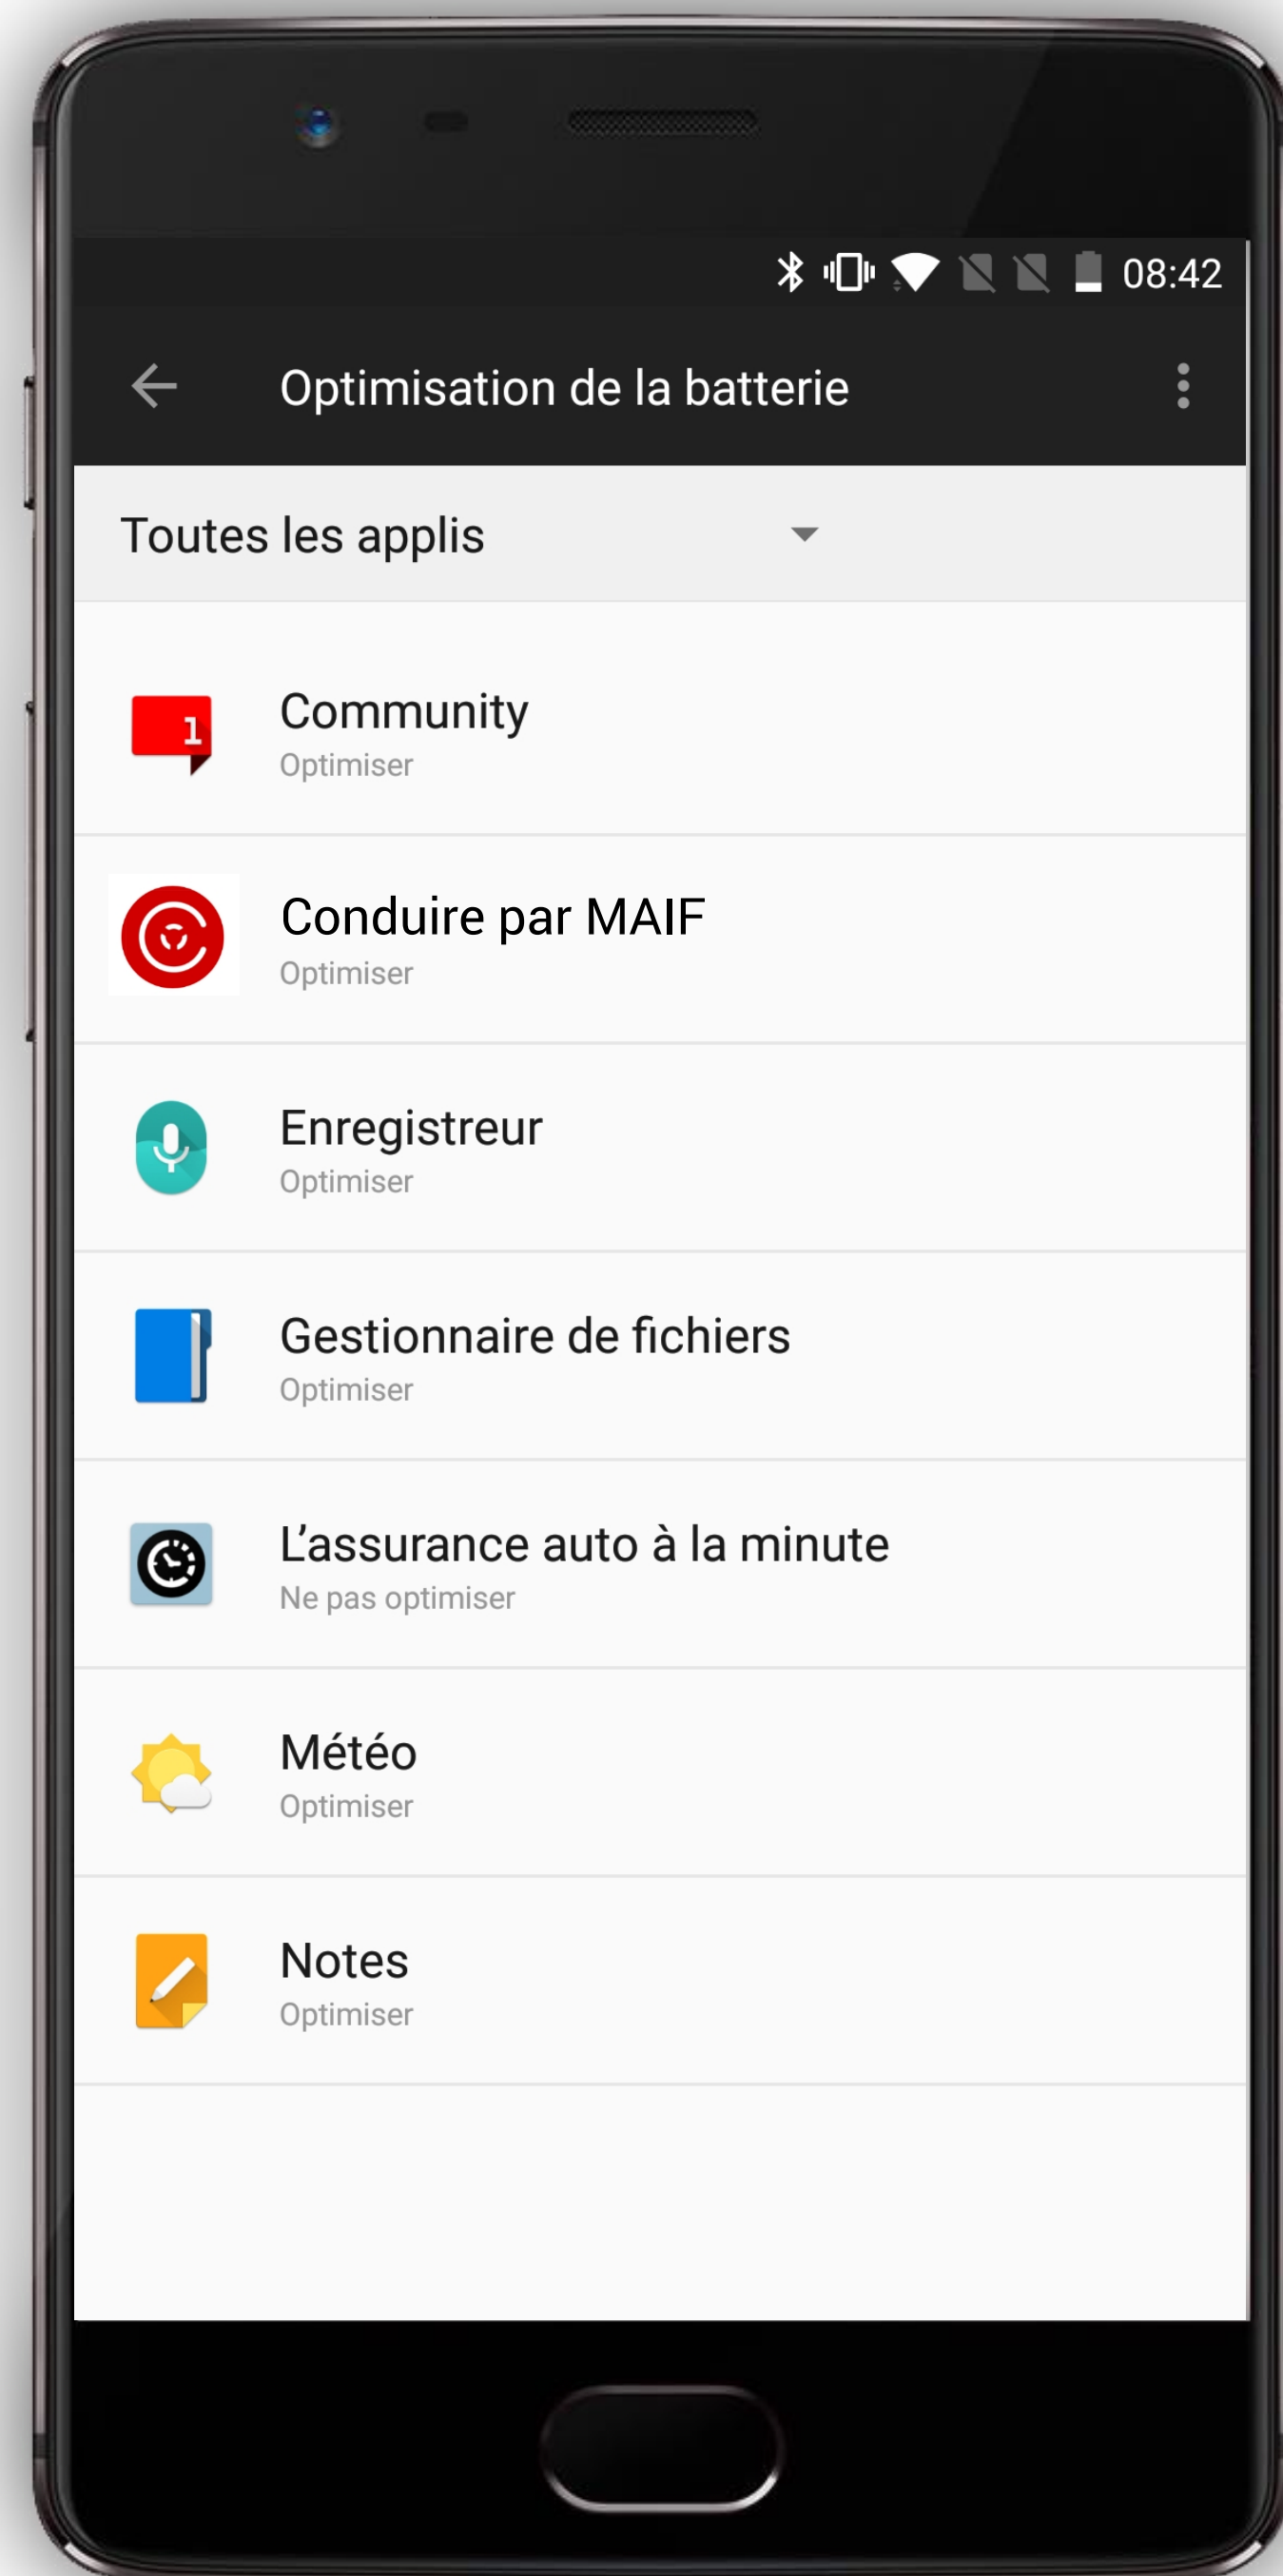 08:42
Optimisation de la batterie
Toutes les applis
1
Community
Optimiser
Conduire par MAIF
Optimiser
Enregistreur
Optimiser
Gestionnaire de fichiers
Optimiser
L’assurance auto à la minute
Ne pas optimiser
Météo
Optimiser
Notes
Optimiser